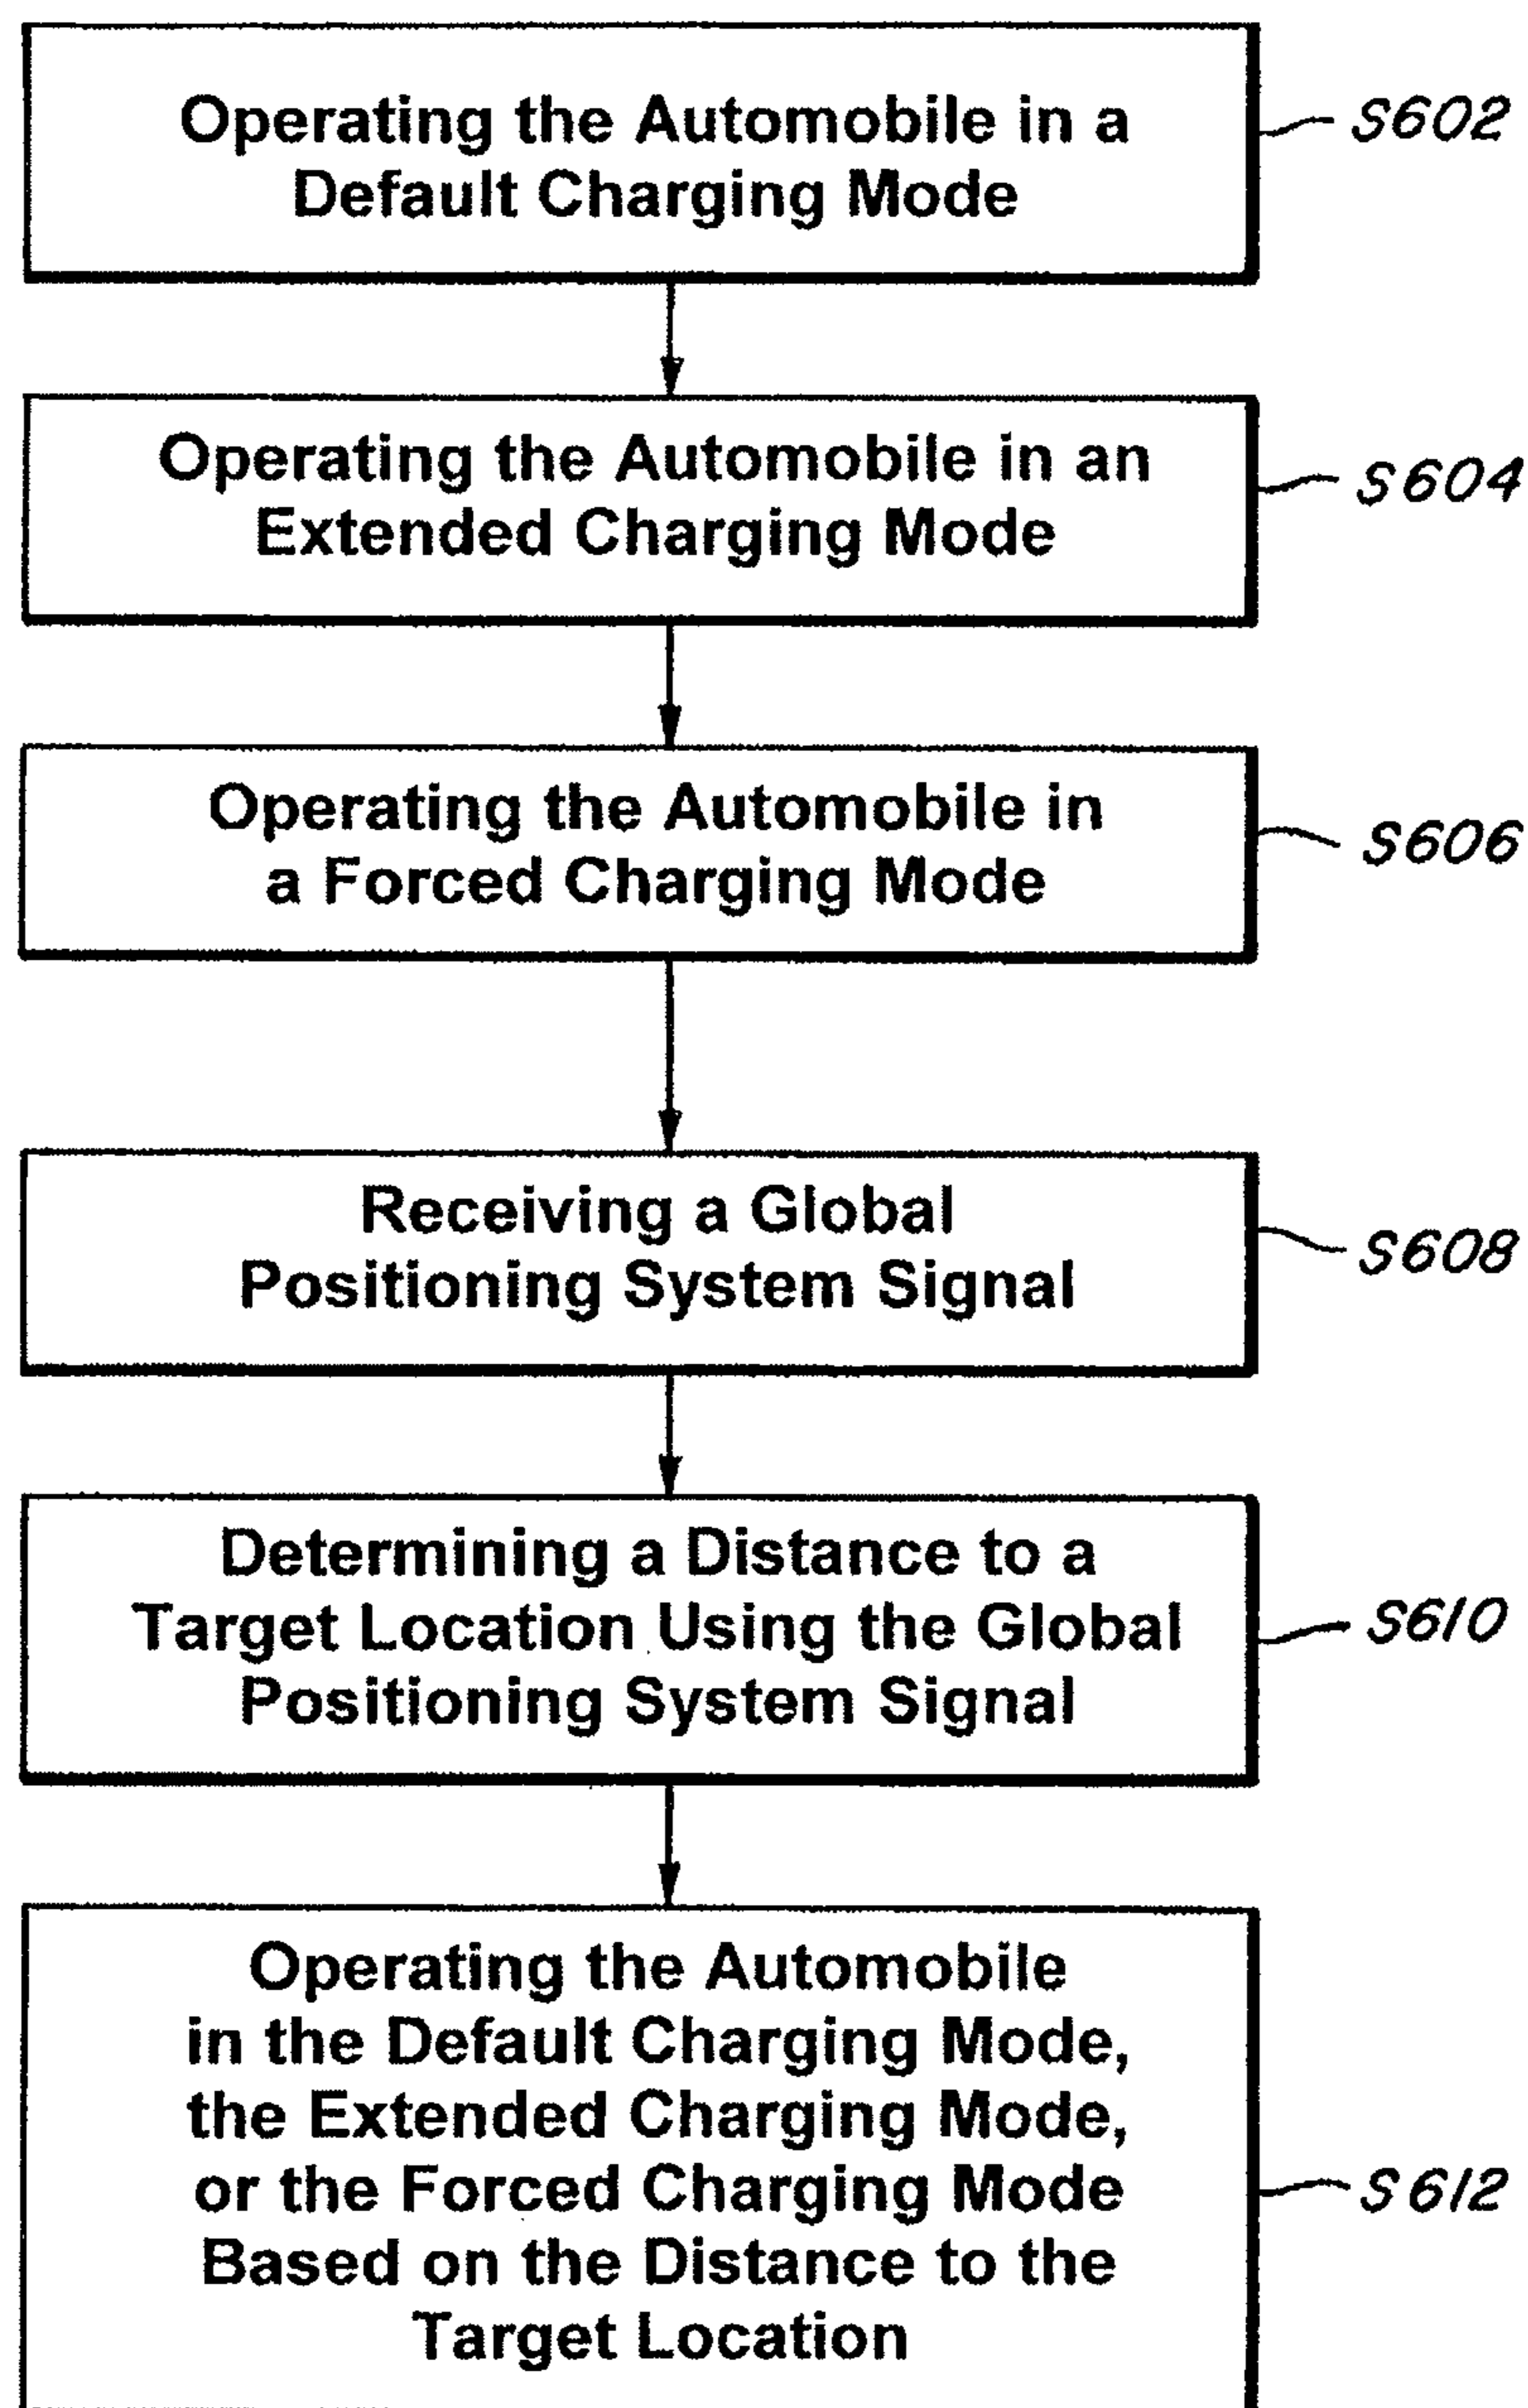 Operating the Automobile in a
Default Charging Mode
S602
Operating the Automobile in an
Extended Charging Mode
S604
Operating the Automobile in
a Forced Charging Mode
S606
Receiving a Global
Positioning System Signal
S608
Determining a Distance to a
Target Location Using the Global
Positioning System Signal
S610
Operating the Automobile
in the Default Charging Mode,
the Extended Charging Mode,
or the Forced Charging Mode
Based on the Distance to the
Target Location
S612